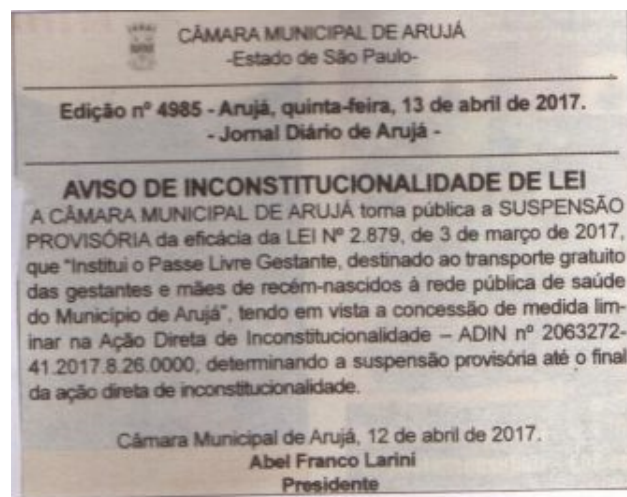 CÂMARA MUNICIPAL DE ARUJÁ
-Estado de São Paulo-
Edição nº 4985 - Arujá, quinta-feira, 13 de abril de 2017.
- Jornal Diário de Arujá -
AVISO DE INCONSTITUCIONALIDADE DE LEI
A CÂMARA MUNICIPAL DE ARUJÁ torna pública a SUSPENSÃO
PROVISÓRIA da eficácia da LEI Nº 2.879, de 3 de março de 2017,
que "Institui o Passe Livre Gestante, destinado ao transporte gratuito
das gestantes e mães de recém-nascidos à rede pública de saúde
do Município de Arujá", tendo em vista a concessão de medida lim-
inar na Ação Direta de Inconstitucionalidade – ADIN nº 2063272-
41.2017.8.26.0000, determinando a suspensão provisória até o final
da ação direta de inconstitucionalidade.
Câmara Municipal de Arujá, 12 de abril de 2017.
Abel Franco Larini
Presidente